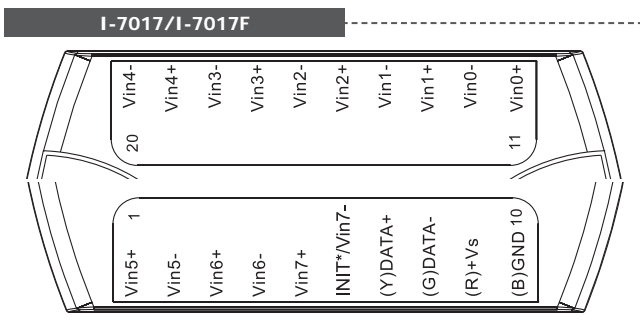 I-7017/I-7017F
Vin4- Vin4+ Vin3- Vin3+ Vin2- Vin2+ Vin1- Vin1+ Vin0- Vin0+
20 11
1 10
Vin5+ Vin5- Vin6+ Vin6- Vin7+ INIT*/Vin7- (Y)DATA+ (G)DATA- (R)+Vs (B)GND